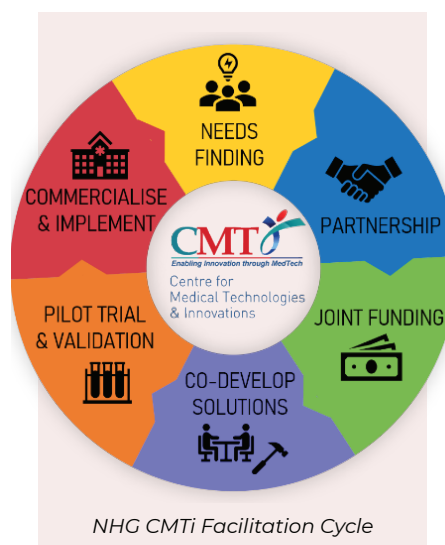 NEEDS
FINDING
PARTNERSHIP
JOINT FUNDING
CO-DEVELOP
SOLUTIONS
PILOT TRIAL
& VALIDATION
COMMERCIALISE
& IMPLEMENT
CMTi
Enabling Innovation through MedTech
Centre for
Medical Technologies
& Innovations
NHG CMTi Facilitation Cycle